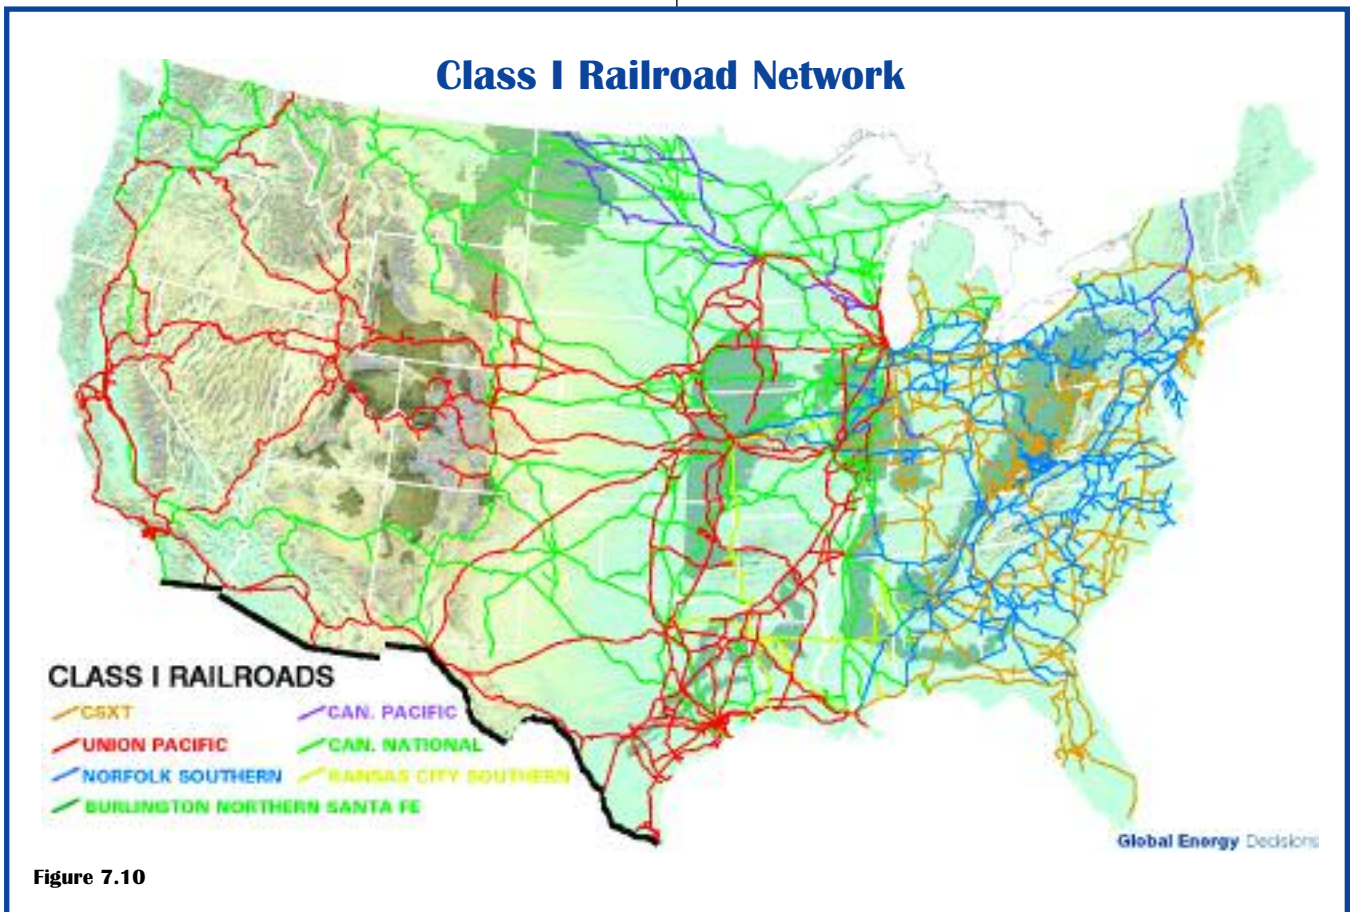 Class I Railroad Network
CLASS I RAILROADS
CSXT
CAN. PACIFIC
UNION PACIFIC
CAN. NATIONAL
NORFOLK SOUTHERN
KANSAS CITY SOUTHERN
BURLINGTON NORTHERN SANTA FE
Global Energy Decisions
Figure 7.10